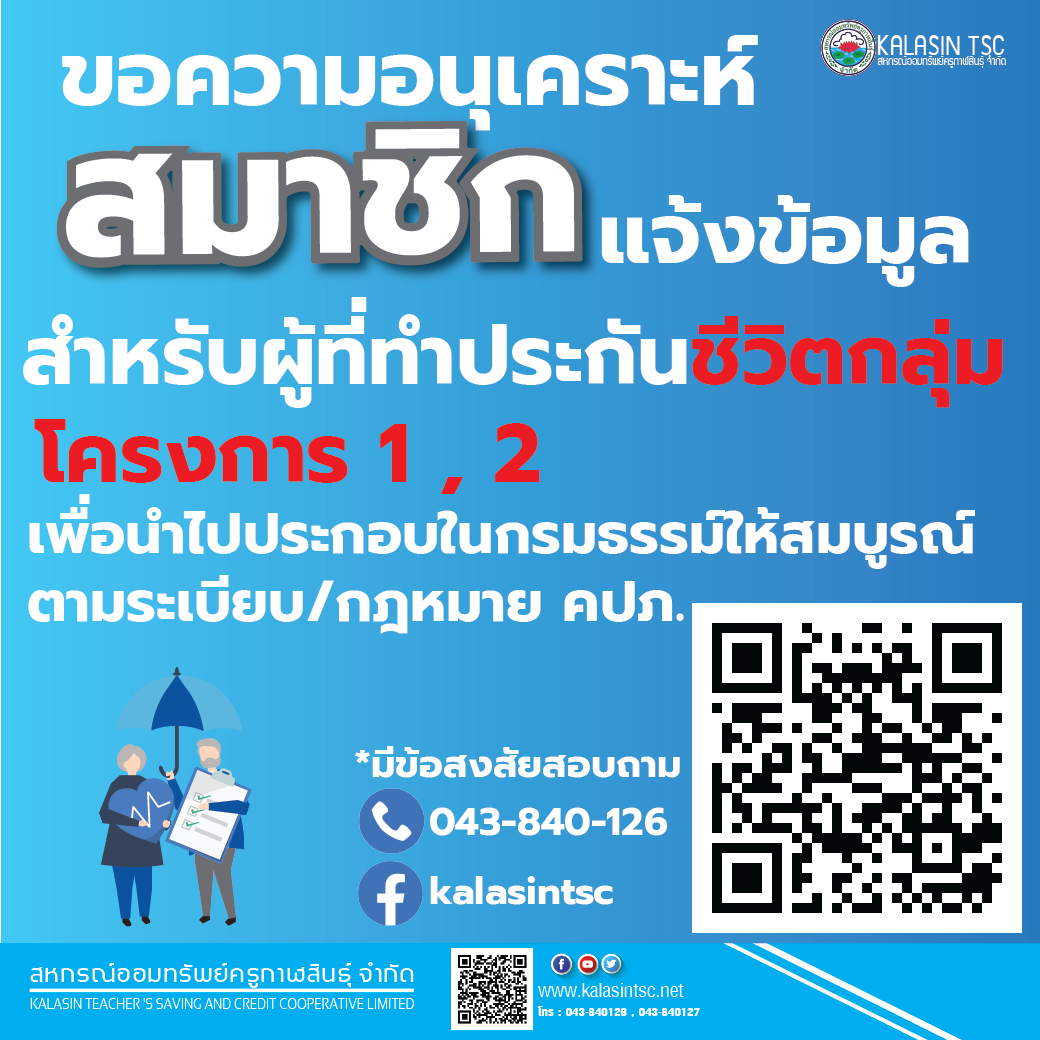 ขอความอนุเคราะห์
KALASIN TSC
สหกรณ์ออมทรัพย์ครูกาฬสินธุ์ จำกัด
สมาชิก แจ้งข้อมูล
สำหรับผู้ที่ทำประกันชีวิตกลุ่ม
โครงการ 1 , 2
เพื่อนำไปประกอบในกรมธรรม์ให้สมบูรณ์
ตามระเบียบ/กฎหมาย คปภ.
*มีข้อสงสัยสอบถาม
043-840-126
kalasintsc
สหกรณ์ออมทรัพย์ครูกาฬสินธุ์ จำกัด
KALASIN TEACHER'S SAVING AND CREDIT COOPERATIVE LIMITED
www.kalasintsc.net
โทร : 043-840126 , 043-840127